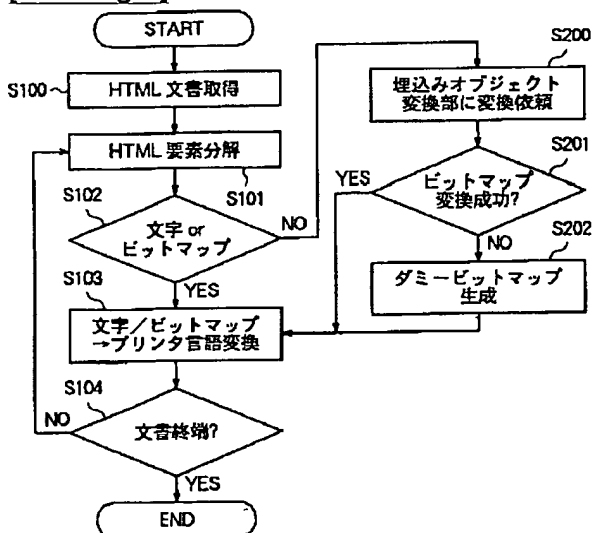 START
S100
HTML 文書取得
HTML 要素分解
S101
S102
文字 or
ビットマップ
NO
YES
S103
文字／ビットマップ
→プリンタ言語変換
S104
NO
文書終端?
YES
END
S200
埋込みオブジェクト
変換部に変換依頼
S201
YES
ビットマップ
変換成功?
NO
S202
ダミービットマップ
生成